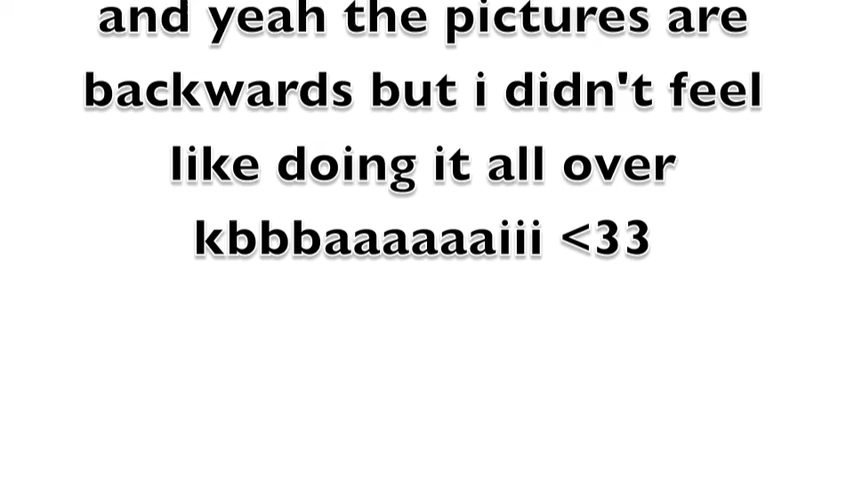 and yeah the pictures are
backwards but i didn't feel
like doing it all over
kbbbaaaaaaiii <33